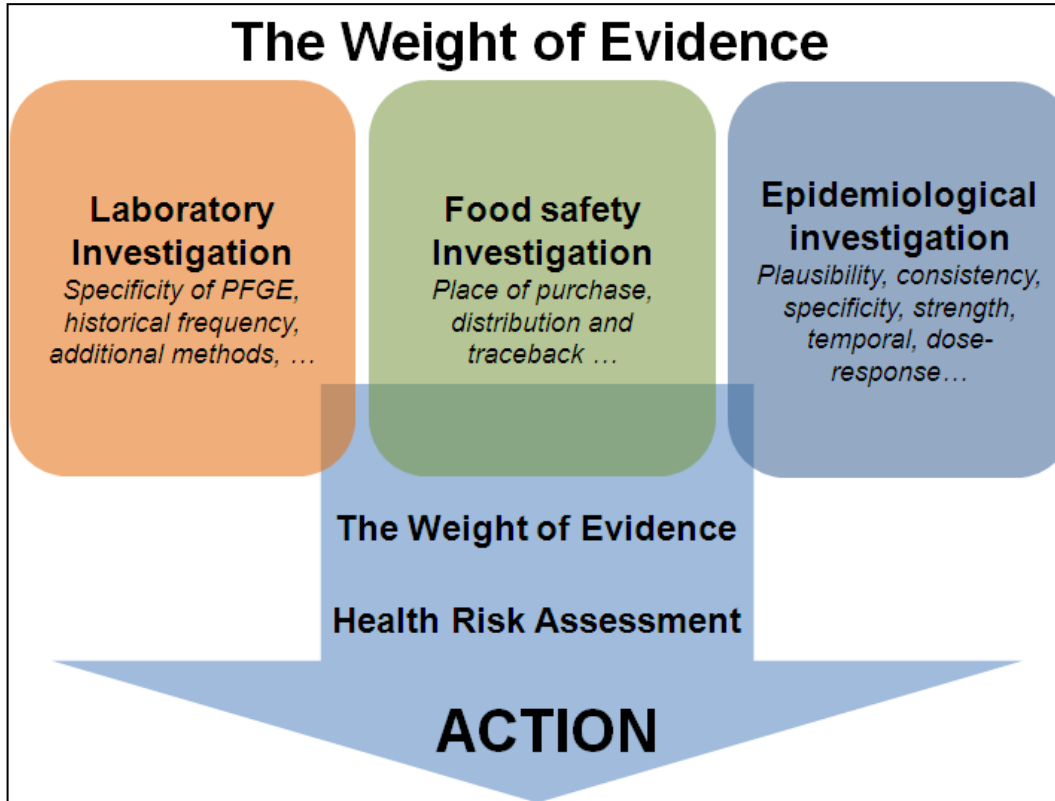 The Weight of Evidence
Laboratory
Investigation
Specificity of PFGE,
historical frequency,
additional methods, …
Food safety
Investigation
Place of purchase,
distribution and
traceback …
Epidemiological
investigation
Plausibility, consistency,
specificity, strength,
temporal, dose-
response…
The Weight of Evidence
Health Risk Assessment
ACTION